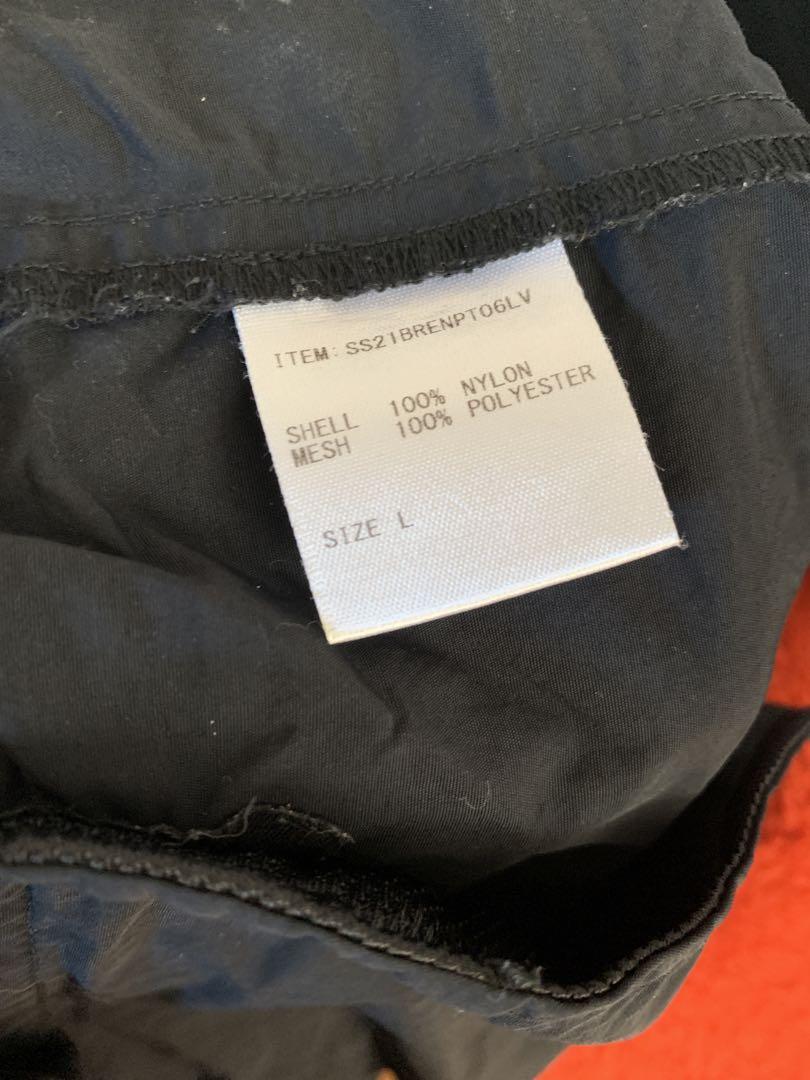 ITEM: SS21BRENPT06LV
SHELL 100% NYLON
MESH 100% POLYESTER
SIZE L